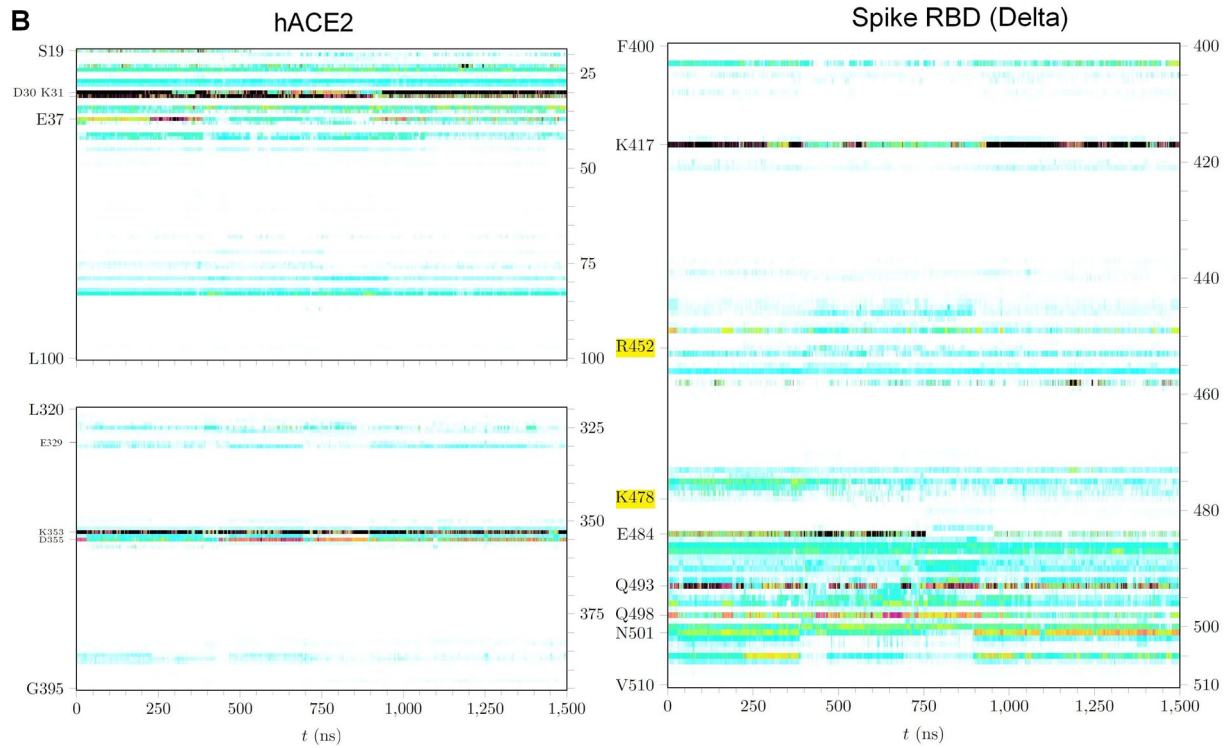 B
hACE2
Spike RBD (Delta)
S19
D30 K31
E37
L100
25
50
75
100
L320
E329
K353
D355
G395
325
350
375
0 250 500 750 1,000 1,250 1,500
t (ns)
F400
K417
R452
K478
E484
Q493
Q498
N501
V510
400
420
440
460
480
500
510
0 250 500 750 1,000 1,250 1,500
t (ns)